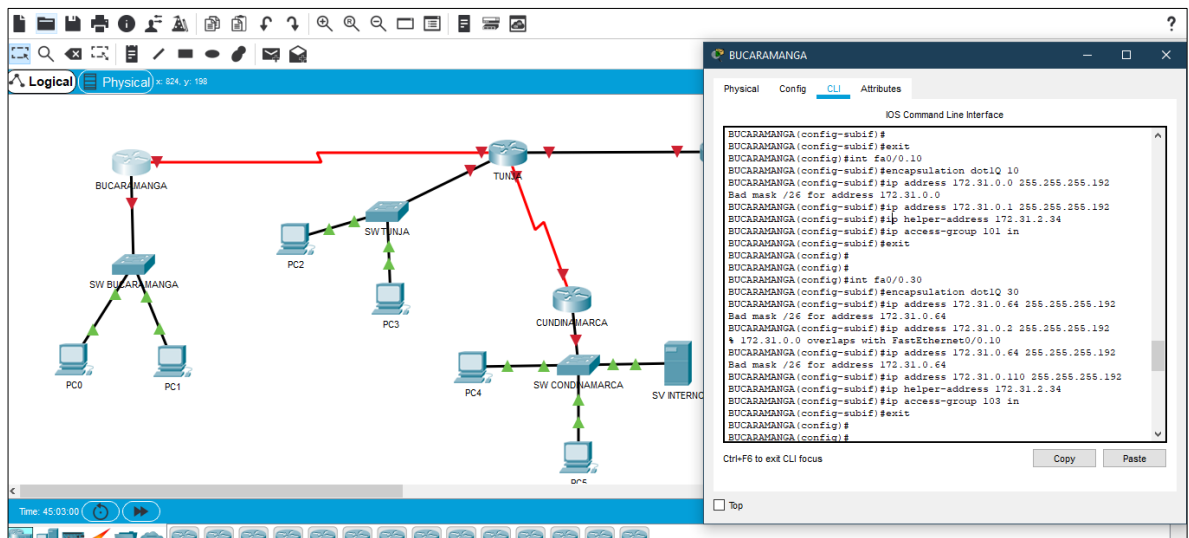 ?
Logical
Physical
x: 824, y: 198
BUCARAMANGA
TUNJA
SW TUNJA
PC2
PC3
SW BUCARAMANGA
PC0
PC1
CUNDINAMARCA
PC4
SW CONDINAMARCA
SV INTERNO
PC5
Time: 45:03:00
BUCARAMANGA
Physical
Config
CLI
Attributes
IOS Command Line Interface
BUCARAMANGA(config-subif)#
BUCARAMANGA(config-subif)#exit
BUCARAMANGA(config)#int fa0/0.10
BUCARAMANGA(config-subif)#encapsulation dot1Q 10
BUCARAMANGA(config-subif)#ip address 172.31.0.0 255.255.255.192
Bad mask /26 for address 172.31.0.0
BUCARAMANGA(config-subif)#ip address 172.31.0.1 255.255.255.192
BUCARAMANGA(config-subif)#ip helper-address 172.31.2.34
BUCARAMANGA(config-subif)#ip access-group 101 in
BUCARAMANGA(config-subif)#exit
BUCARAMANGA(config)#
BUCARAMANGA(config)#
BUCARAMANGA(config)#int fa0/0.30
BUCARAMANGA(config-subif)#encapsulation dot1Q 30
BUCARAMANGA(config-subif)#ip address 172.31.0.64 255.255.255.192
Bad mask /26 for address 172.31.0.64
BUCARAMANGA(config-subif)#ip address 172.31.0.2 255.255.255.192
% 172.31.0.0 overlaps with FastEthernet0/0.10
BUCARAMANGA(config-subif)#ip address 172.31.0.64 255.255.255.192
Bad mask /26 for address 172.31.0.64
BUCARAMANGA(config-subif)#ip address 172.31.0.110 255.255.255.192
BUCARAMANGA(config-subif)#ip helper-address 172.31.2.34
BUCARAMANGA(config-subif)#ip access-group 103 in
BUCARAMANGA(config-subif)#exit
BUCARAMANGA(config)#
BUCARAMANGA(config)#
Ctrl+F6 to exit CLI focus
Copy
Paste
Top